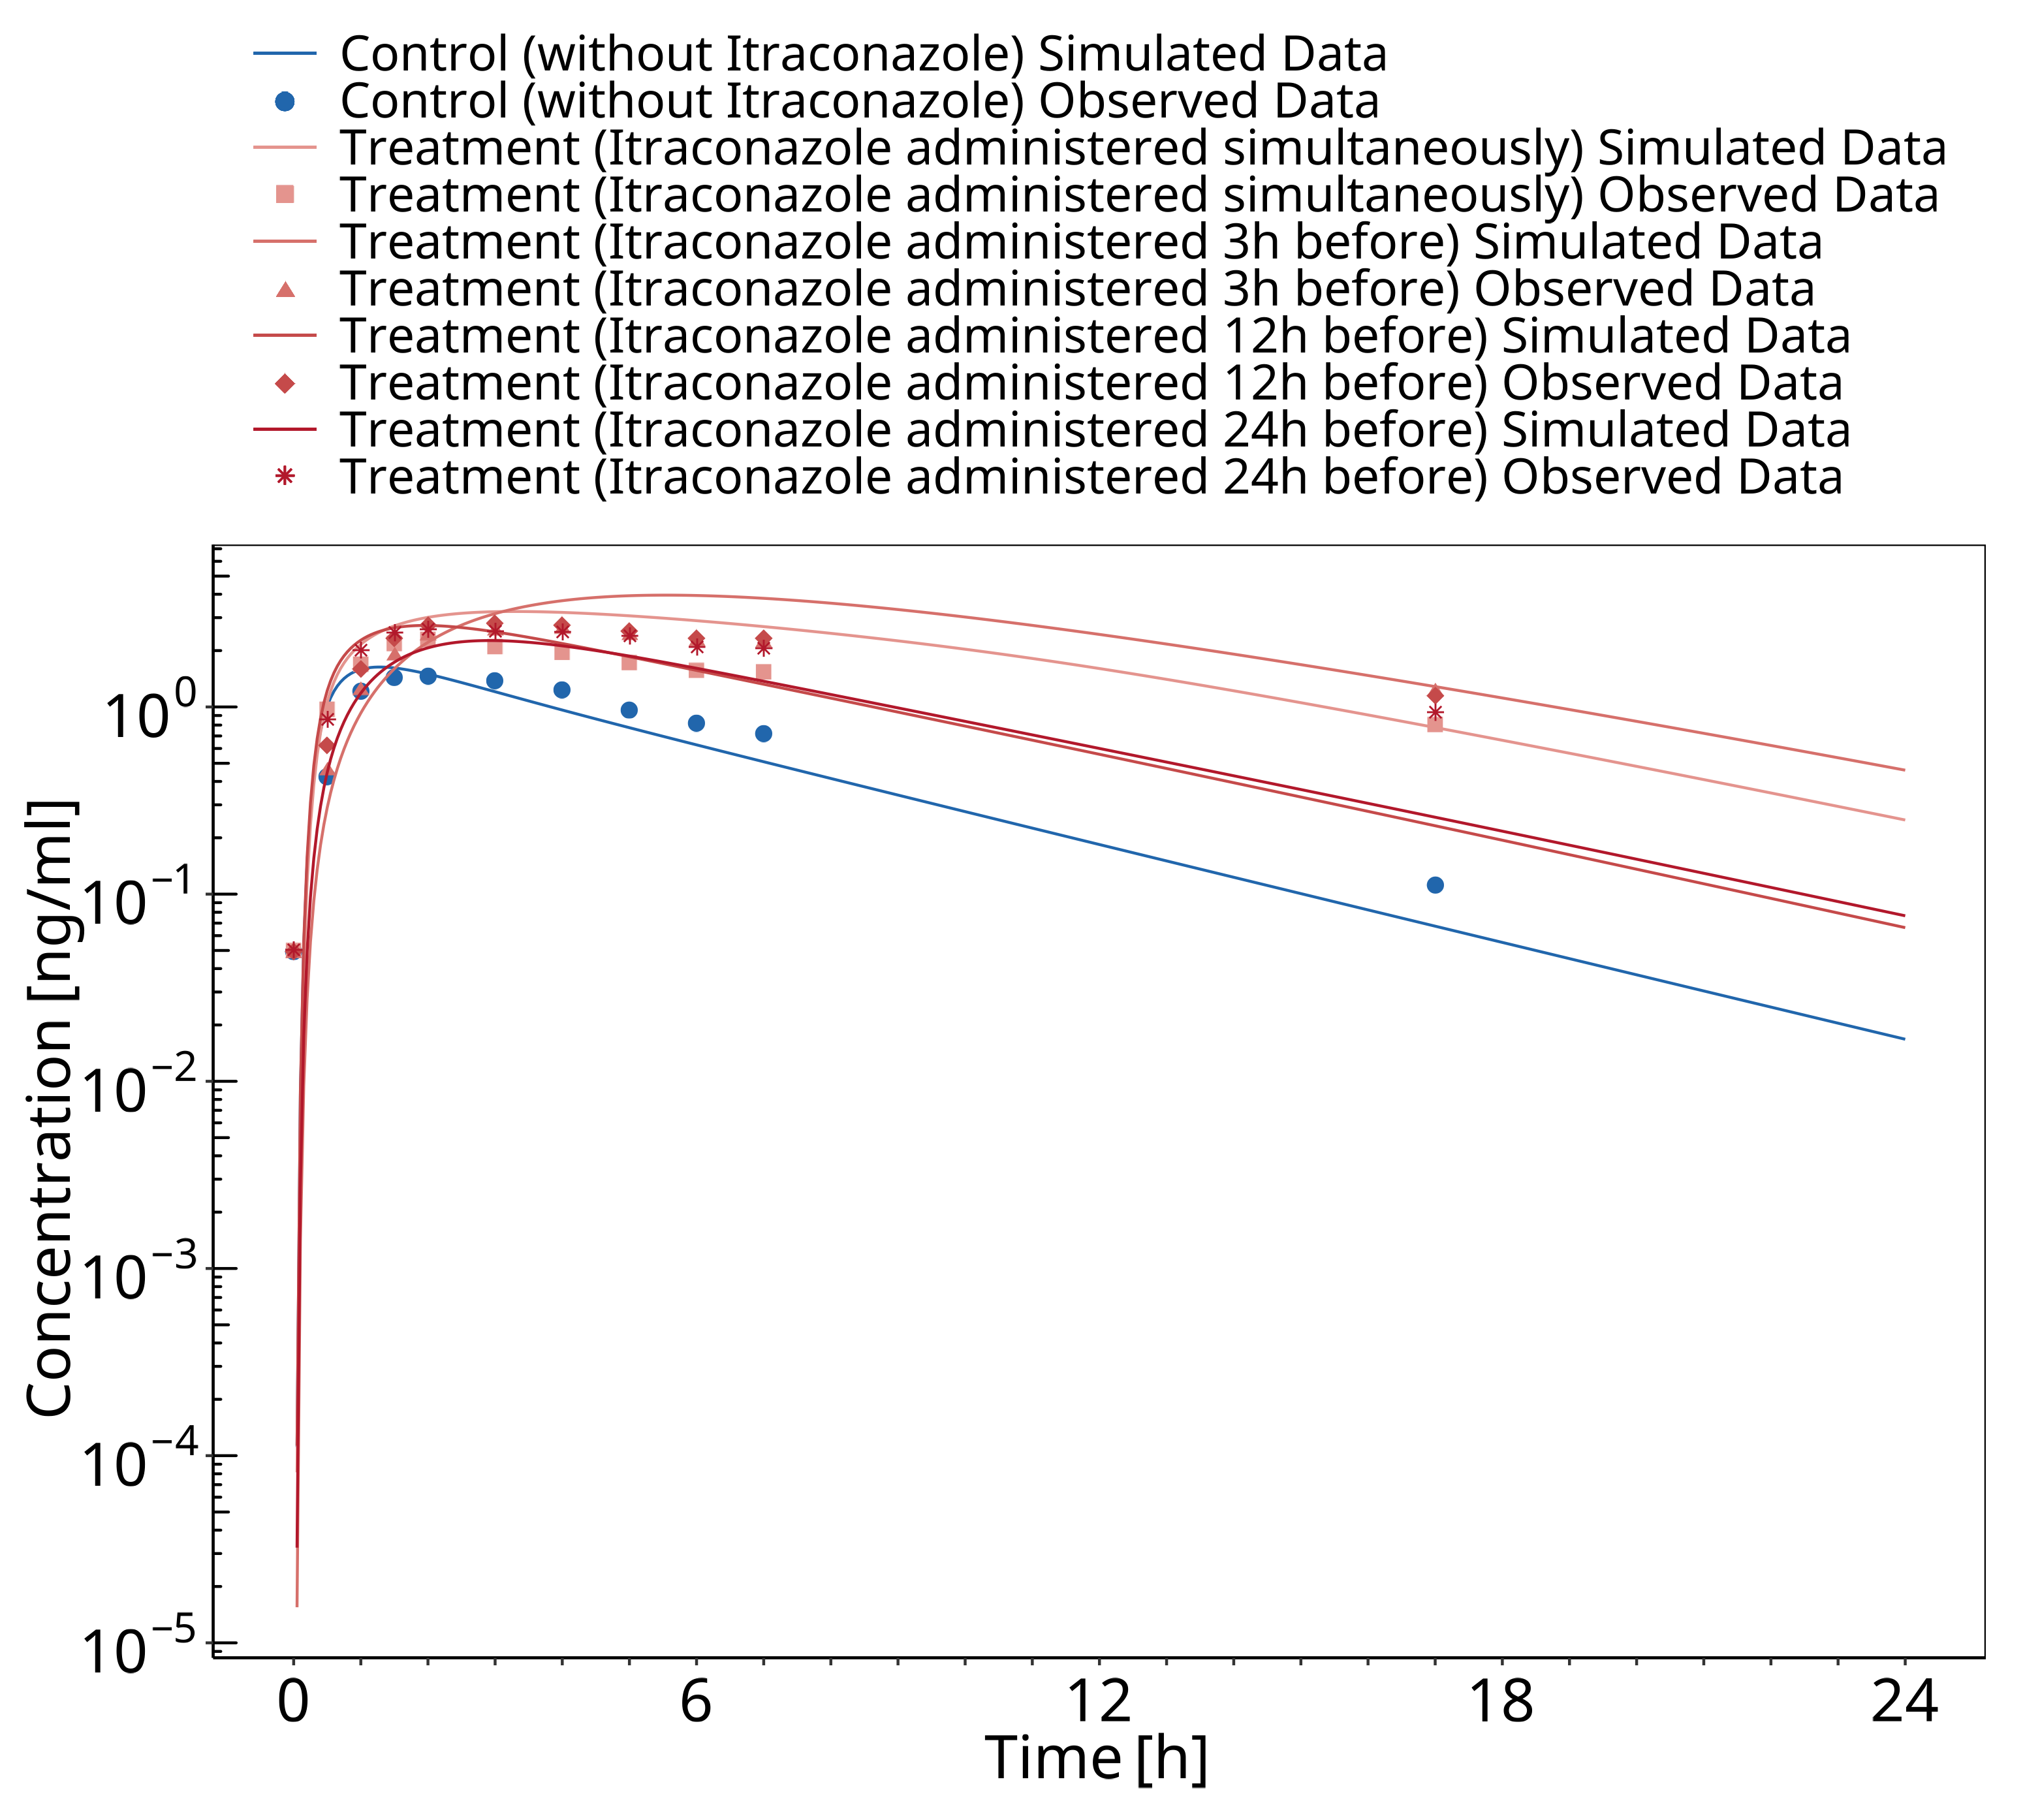 Control (without Itraconazole) Simulated Data
Control (without Itraconazole) Observed Data
Treatment (Itraconazole administered simultaneously) Simulated Data
Treatment (Itraconazole administered simultaneously) Observed Data
Treatment (Itraconazole administered 3h before) Simulated Data
Treatment (Itraconazole administered 3h before) Observed Data
Treatment (Itraconazole administered 12h before) Simulated Data
Treatment (Itraconazole administered 12h before) Observed Data
Treatment (Itraconazole administered 24h before) Simulated Data
Treatment (Itraconazole administered 24h before) Observed Data
Concentration [ng/ml]
10⁰
10⁻¹
10⁻²
10⁻³
10⁻⁴
10⁻⁵
0 6 12 18 24
Time [h]